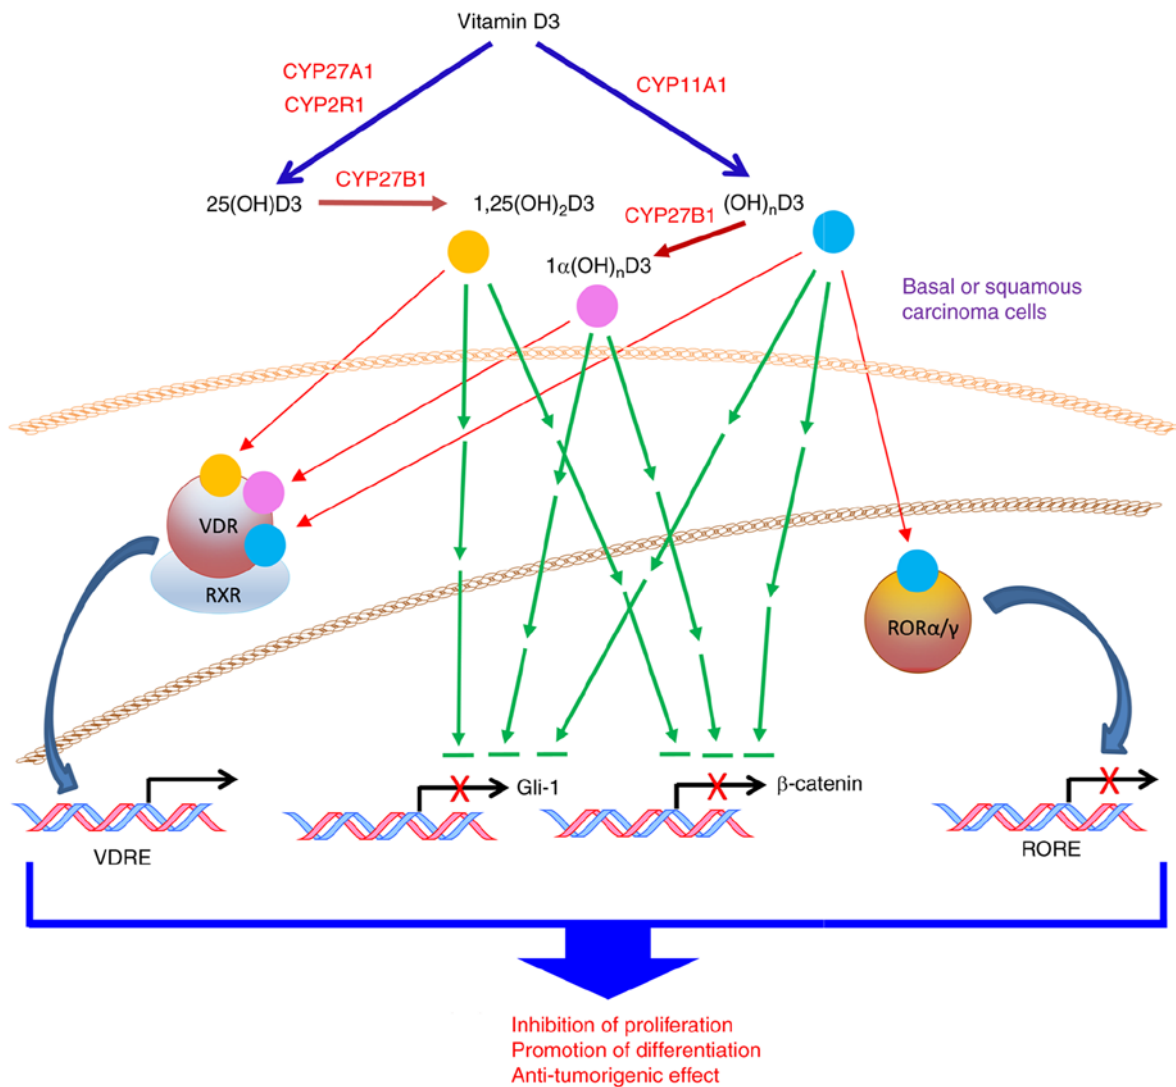 Vitamin D3
CYP27A1
CYP2R1
CYP11A1
25(OH)D3
CYP27B1
1,25(OH)₂D3
CYP27B1
(OH)ₙD3
1α(OH)ₙD3
Basal or squamous
carcinoma cells
VDR
RXR
RORα/γ
Gli-1
β-catenin
VDRE
RORE
Inhibition of proliferation
Promotion of differentiation
Anti-tumorigenic effect